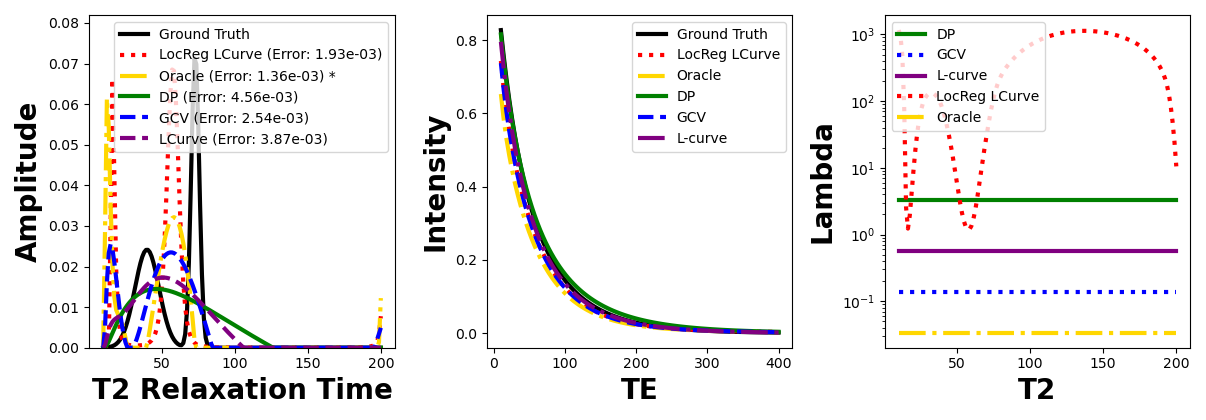 0.08
0.07
0.06
0.05
0.04
0.03
0.02
0.01
0.00
Amplitude
Ground Truth
LocReg LCurve (Error: 1.93e-03)
Oracle (Error: 1.36e-03) *
DP (Error: 4.56e-03)
GCV (Error: 2.54e-03)
LCurve (Error: 3.87e-03)
50 100 150 200
T2 Relaxation Time
0.8
0.6
0.4
0.2
0.0
Intensity
Ground Truth
LocReg LCurve
Oracle
DP
GCV
L-curve
0 100 200 300 400
TE
10³
10²
10¹
10⁰
10⁻¹
Lambda
DP
GCV
L-curve
LocReg LCurve
Oracle
50 100 150 200
T2